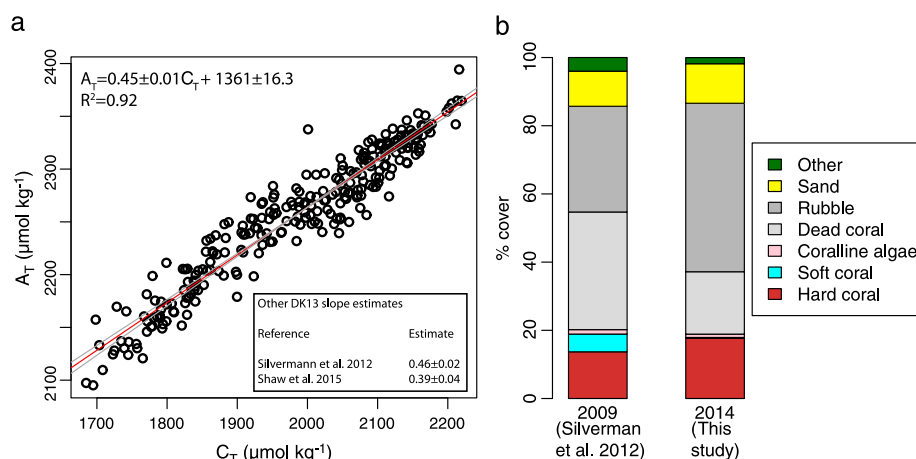 a
A_T=0.45±0.01C_T+ 1361±16.3
R²=0.92
2400
2300
2200
2100
A_T (µmol kg⁻¹)
Other DK13 slope estimates
Reference Estimate
Silvermann et al. 2012 0.46±0.02
Shaw et al. 2015 0.39±0.04
1700 1800 1900 2000 2100 2200
C_T (µmol kg⁻¹)
b
100
80
60
40
20
0
% cover
2009
(Silverman
et al. 2012)
2014
(This
study)
Other
Sand
Rubble
Dead coral
Coralline algae
Soft coral
Hard coral